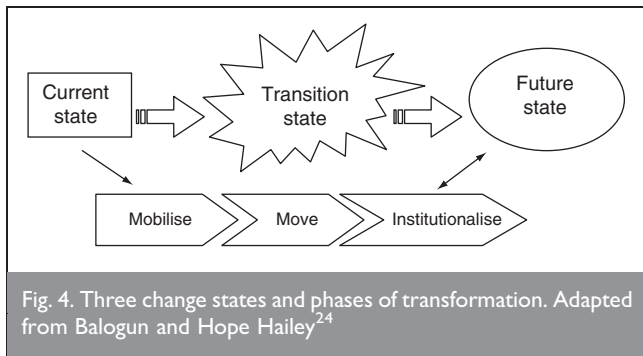 Current
state
Transition
state
Future
state
Mobilise
Move
Institutionalise
Fig. 4. Three change states and phases of transformation. Adapted
from Balogun and Hope Hailey24